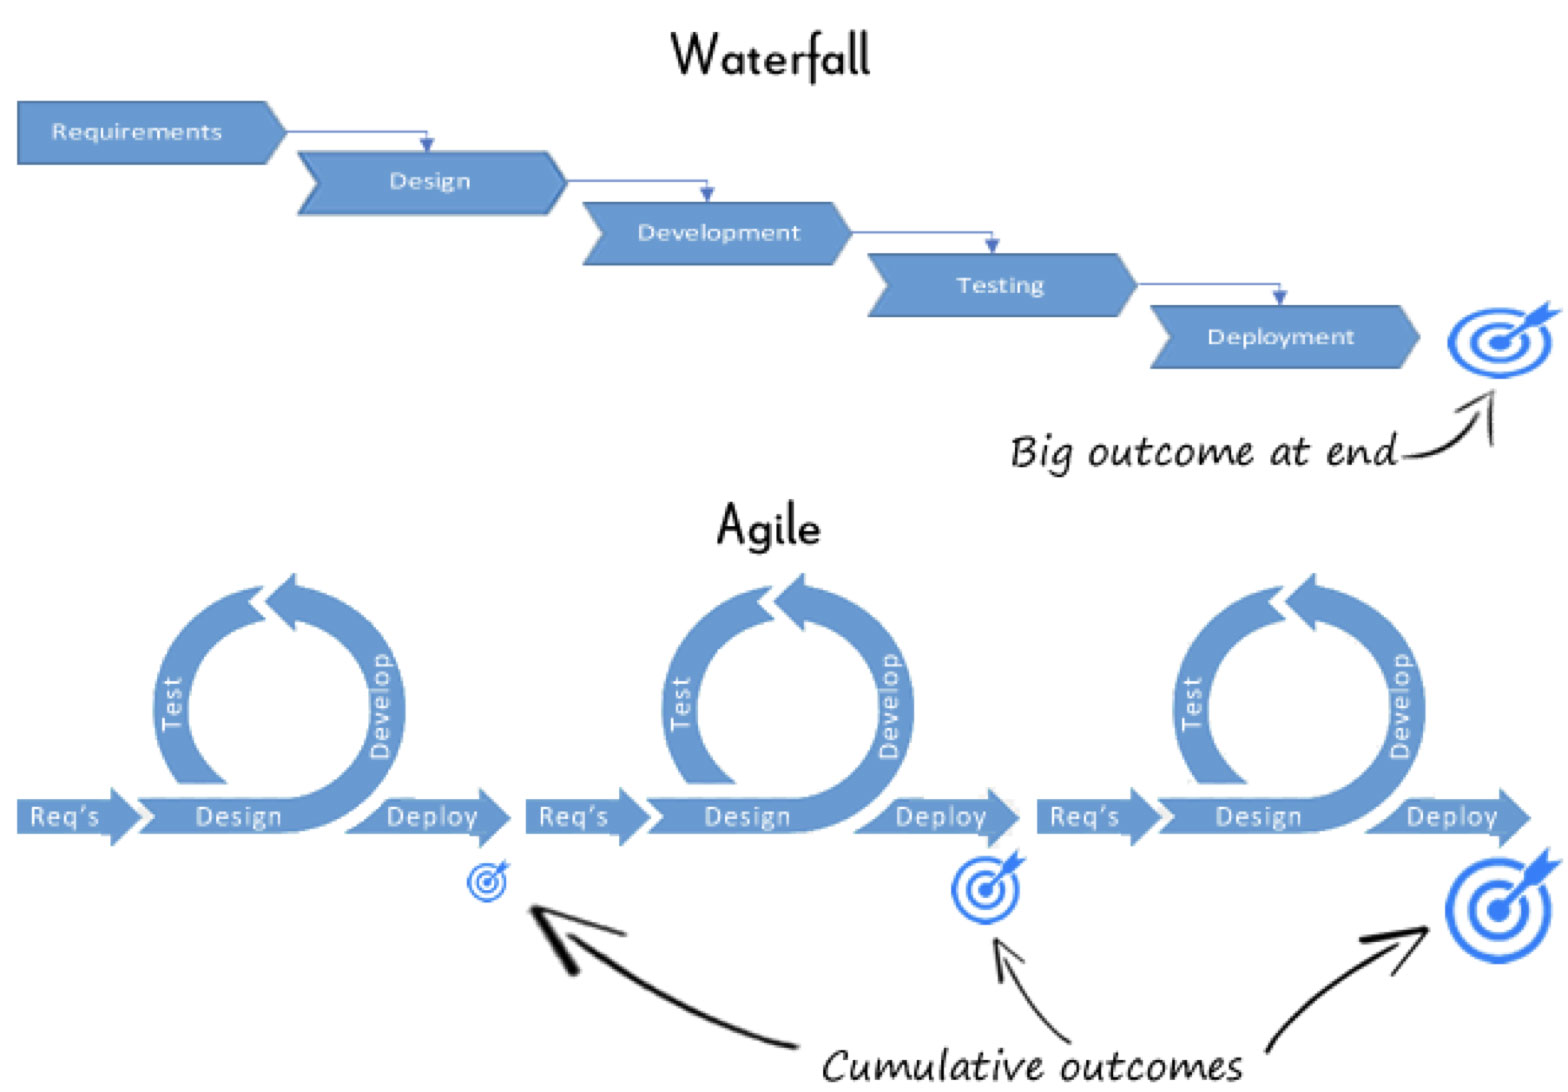 Waterfall
Requirements
Design
Development
Testing
Deployment
Big outcome at end
Agile
Test
Develop
Req's
Design
Deploy
Test
Develop
Req's
Design
Deploy
Test
Develop
Req's
Design
Deploy
Cumulative outcomes